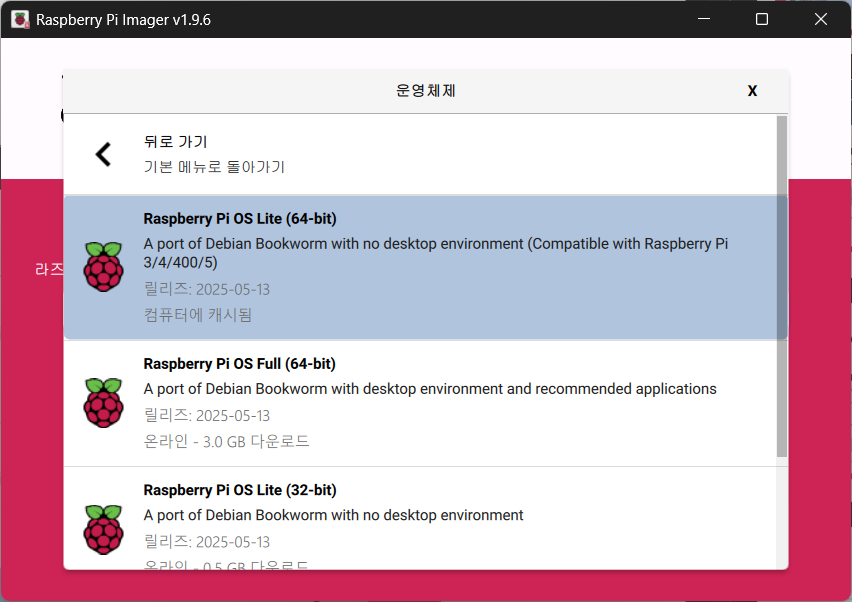 Raspberry Pi Imager v1.9.6
운영체제
X
뒤로 가기
기본 메뉴로 돌아가기
Raspberry Pi OS Lite (64-bit)
A port of Debian Bookworm with no desktop environment (Compatible with Raspberry Pi
3/4/400/5)
릴리즈: 2025-05-13
컴퓨터에 캐시됨
라즈
Raspberry Pi OS Full (64-bit)
A port of Debian Bookworm with desktop environment and recommended applications
릴리즈: 2025-05-13
온라인 - 3.0 GB 다운로드
Raspberry Pi OS Lite (32-bit)
A port of Debian Bookworm with no desktop environment
릴리즈: 2025-05-13
온라인 - 0.5 GB 다운로드